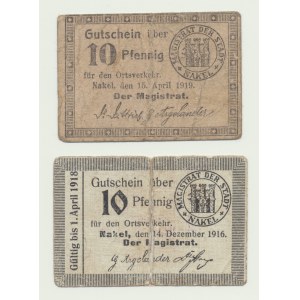 Gutschein über
10 Pfennig
für den Ortsverkehr.
Nakel, den 15. April 1919.
Der Magistrat.
MAGISTRAT DER STADT
NAKEL
Gültig bis 1. April 1918
Gutschein über
10 Pfennig
für den Ortsverkehr.
Nakel, den 14. Dezember 1916.
Der Magistrat.
MAGISTRAT DER STADT
NAKEL